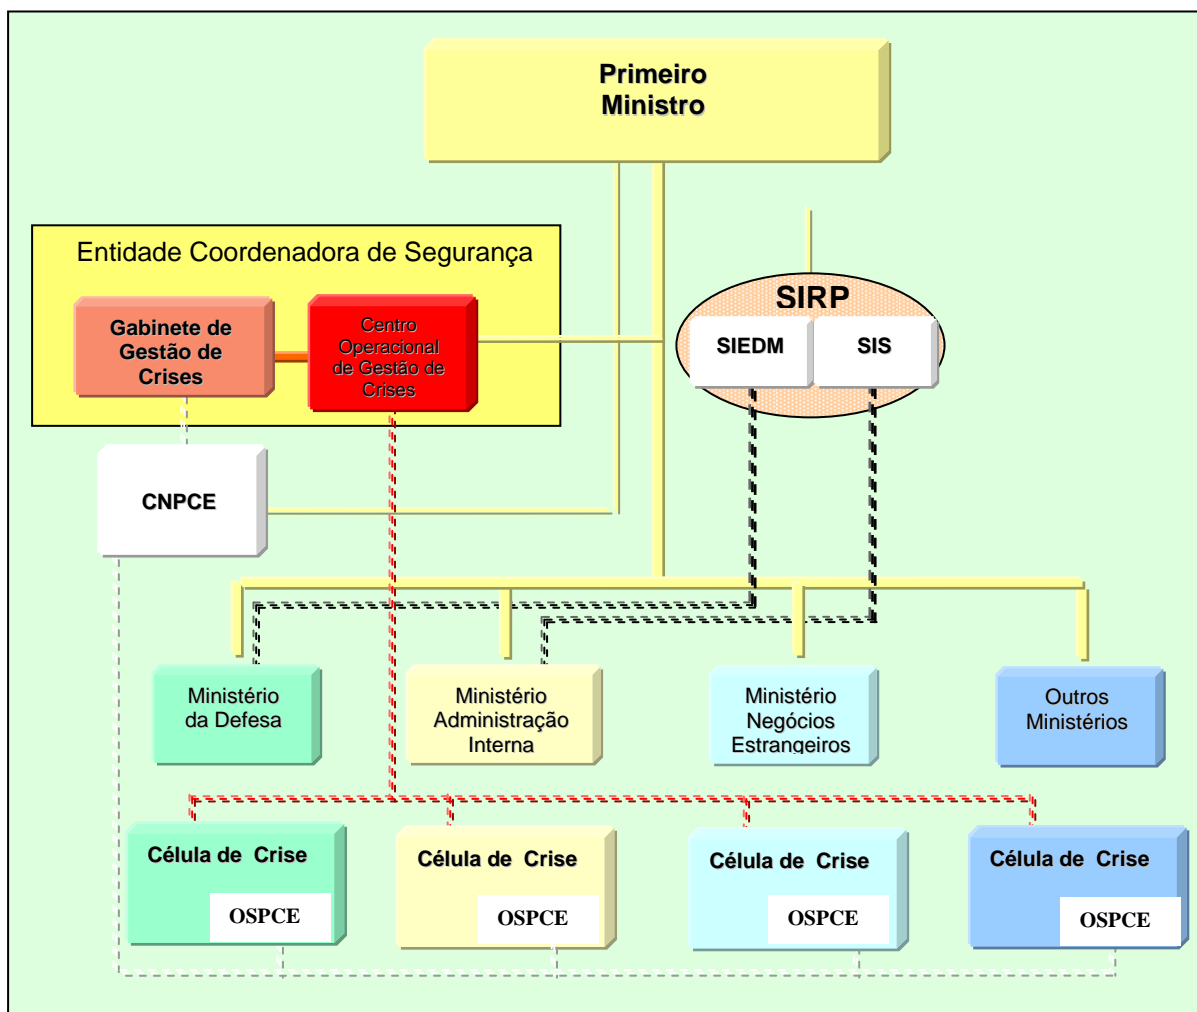 Primeiro
Ministro
Entidade Coordenadora de Segurança
Gabinete de
Gestão de
Crises
Centro
Operacional
de Gestão de
Crises
SIRP
SIEDM
SIS
CNPCE
Ministério
da Defesa
Ministério
Administração
Interna
Ministério
Negócios
Estrangeiros
Outros
Ministérios
Célula de Crise
OSPCE
Célula de Crise
OSPCE
Célula de Crise
OSPCE
Célula de Crise
OSPCE